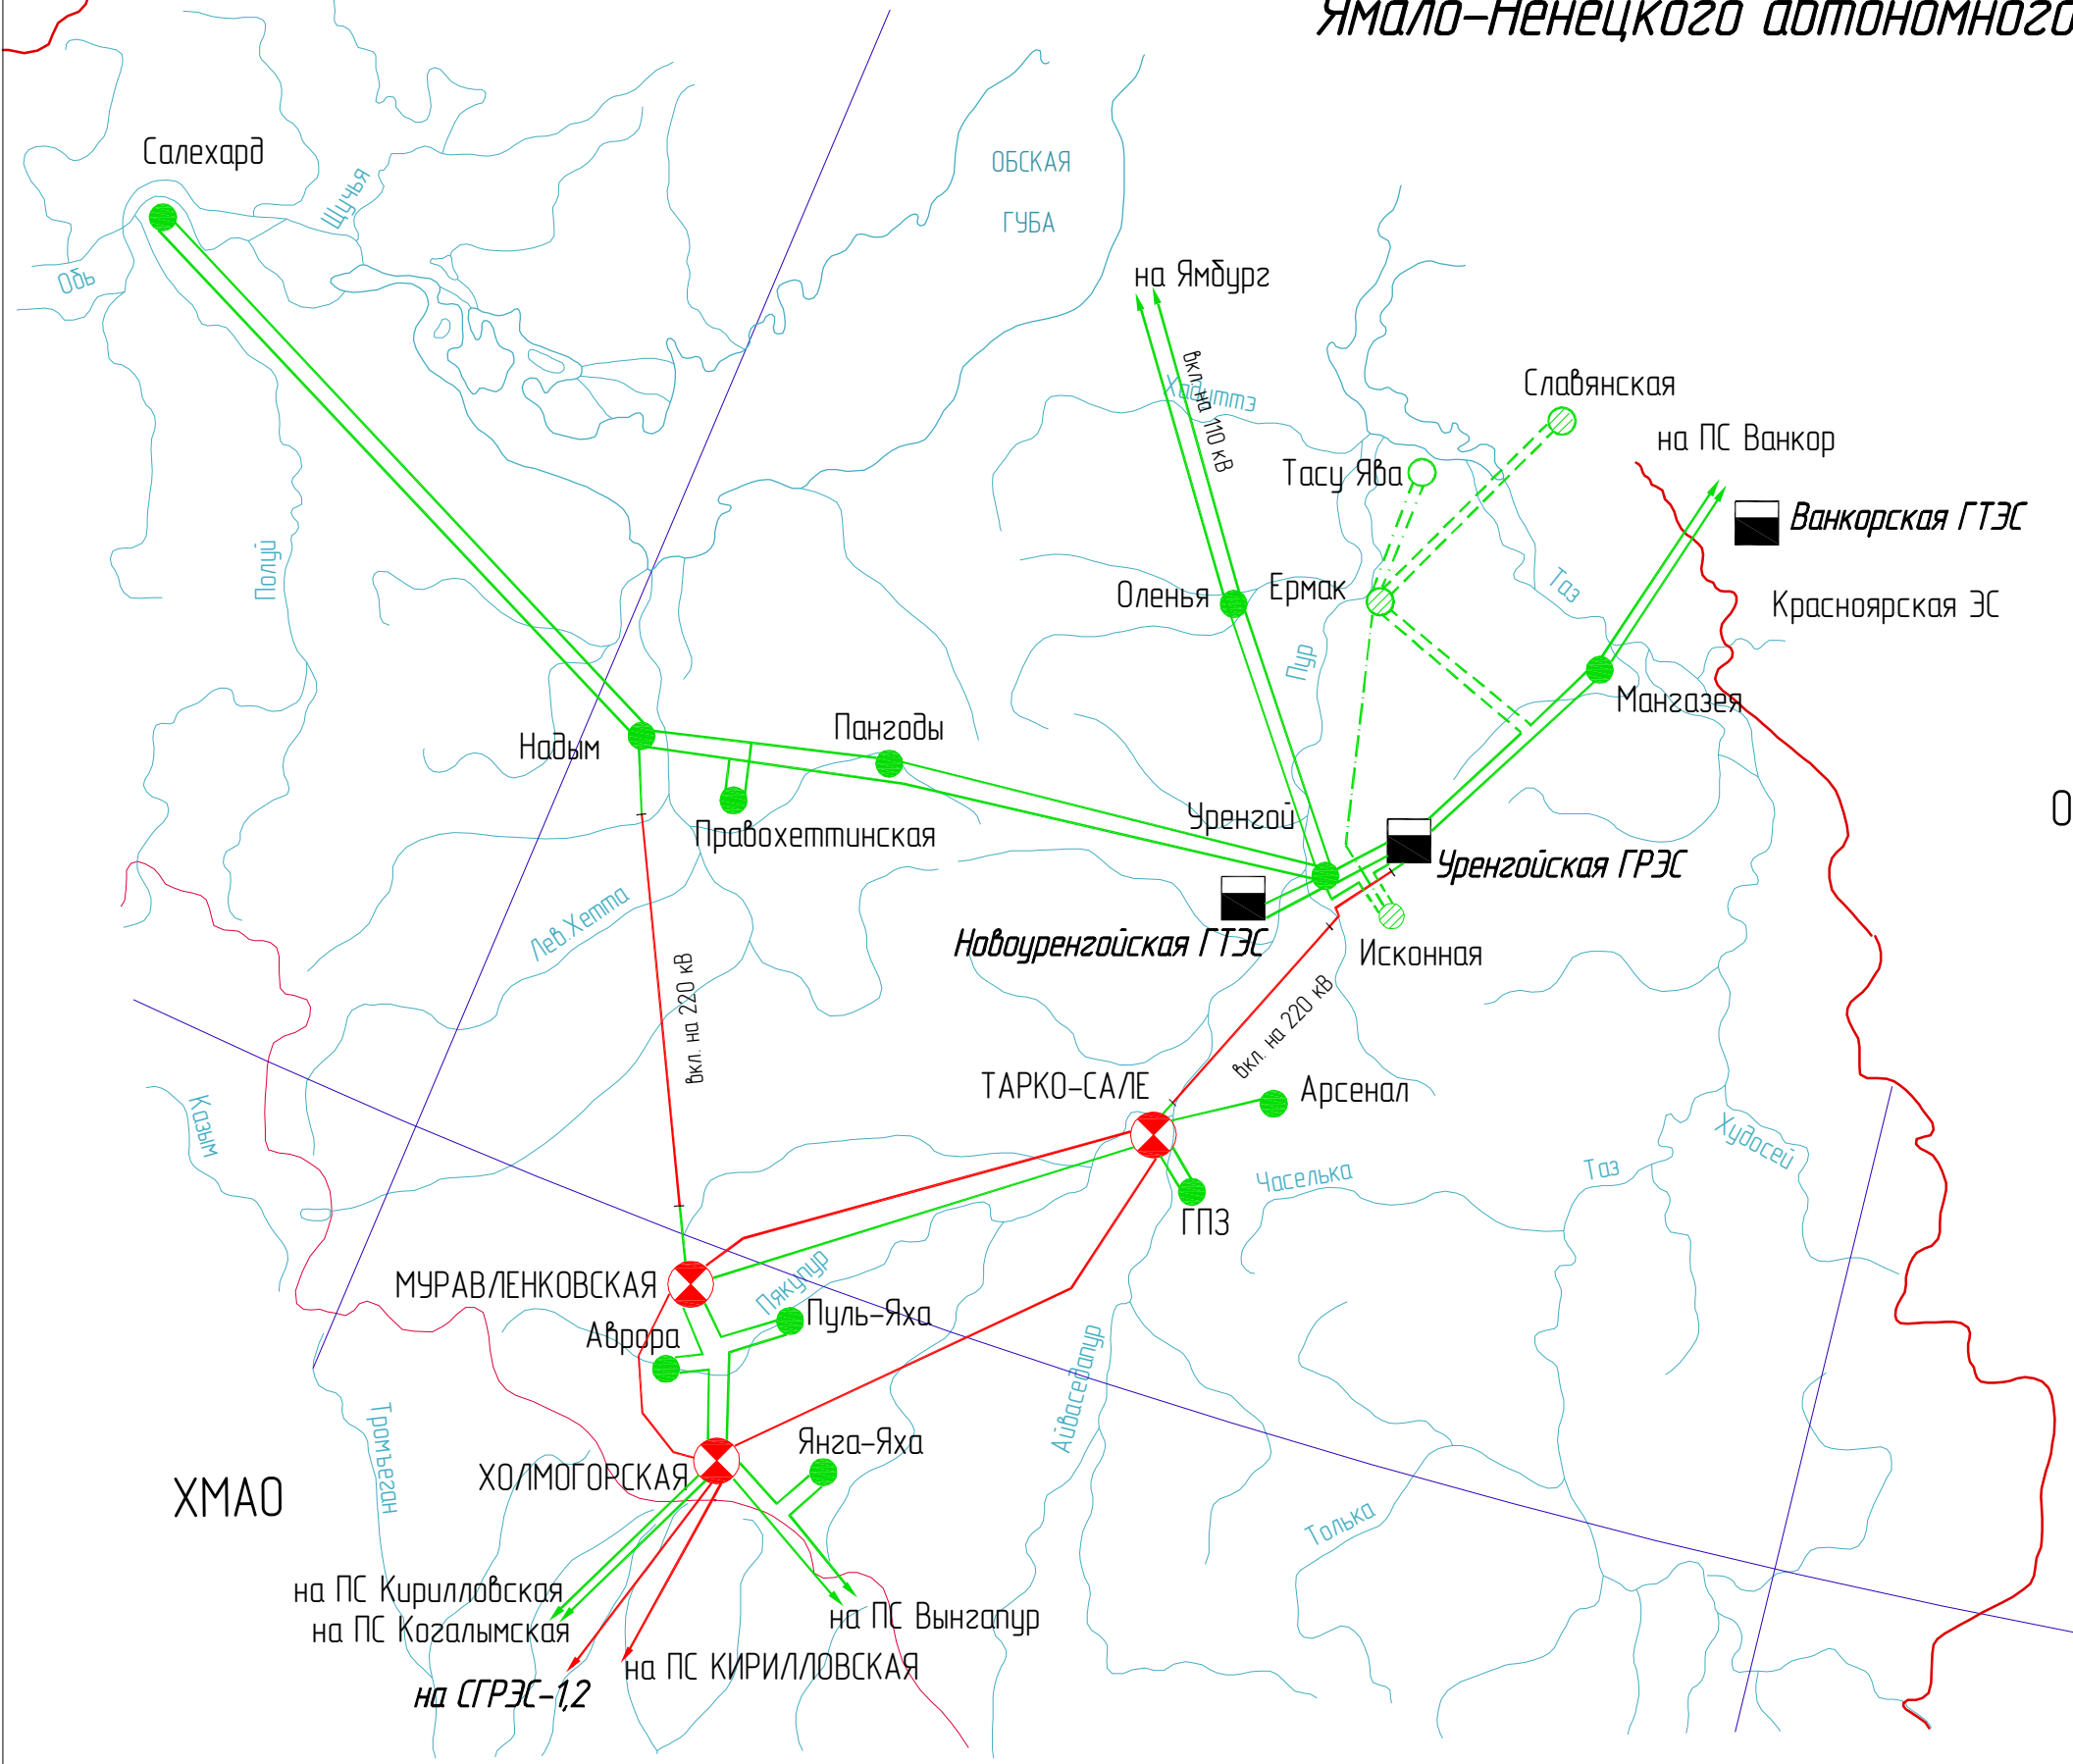 Ямало-Ненецкого автономного
Салехард
Щучья
ОБСКАЯ
ГУБА
Обь
на Ямбург
вкл. на 110 кВ
Хадуттэ
Славянская
на ПС Ванкор
Тасу Ява
Ванкорская ГТЭС
Полуй
Оленья
Ермак
Таз
Красноярская ЭС
Пур
Мангазея
Надым
Пангоды
Правохеттинская
Уренгой
О
Уренгойская ГРЭС
Лев.Хетта
Новоуренгойская ГТЭС
Исконная
вкл. на 220 кВ
вкл. на 220 кВ
ТАРКО-САЛЕ
Арсенал
Казым
Худосей
Часелька
Таз
ГПЗ
МУРАВЛЕНКОВСКАЯ
Пякупур
Пуль-Яха
Аврора
Айваседапур
Тромъеган
Янга-Яха
ХОЛМОГОРСКАЯ
ХМАО
Толька
на ПС Кирилловская
на ПС Когалымская
на ПС Вынгапур
на ПС КИРИЛЛОВСКАЯ
на СГРЭС-1,2